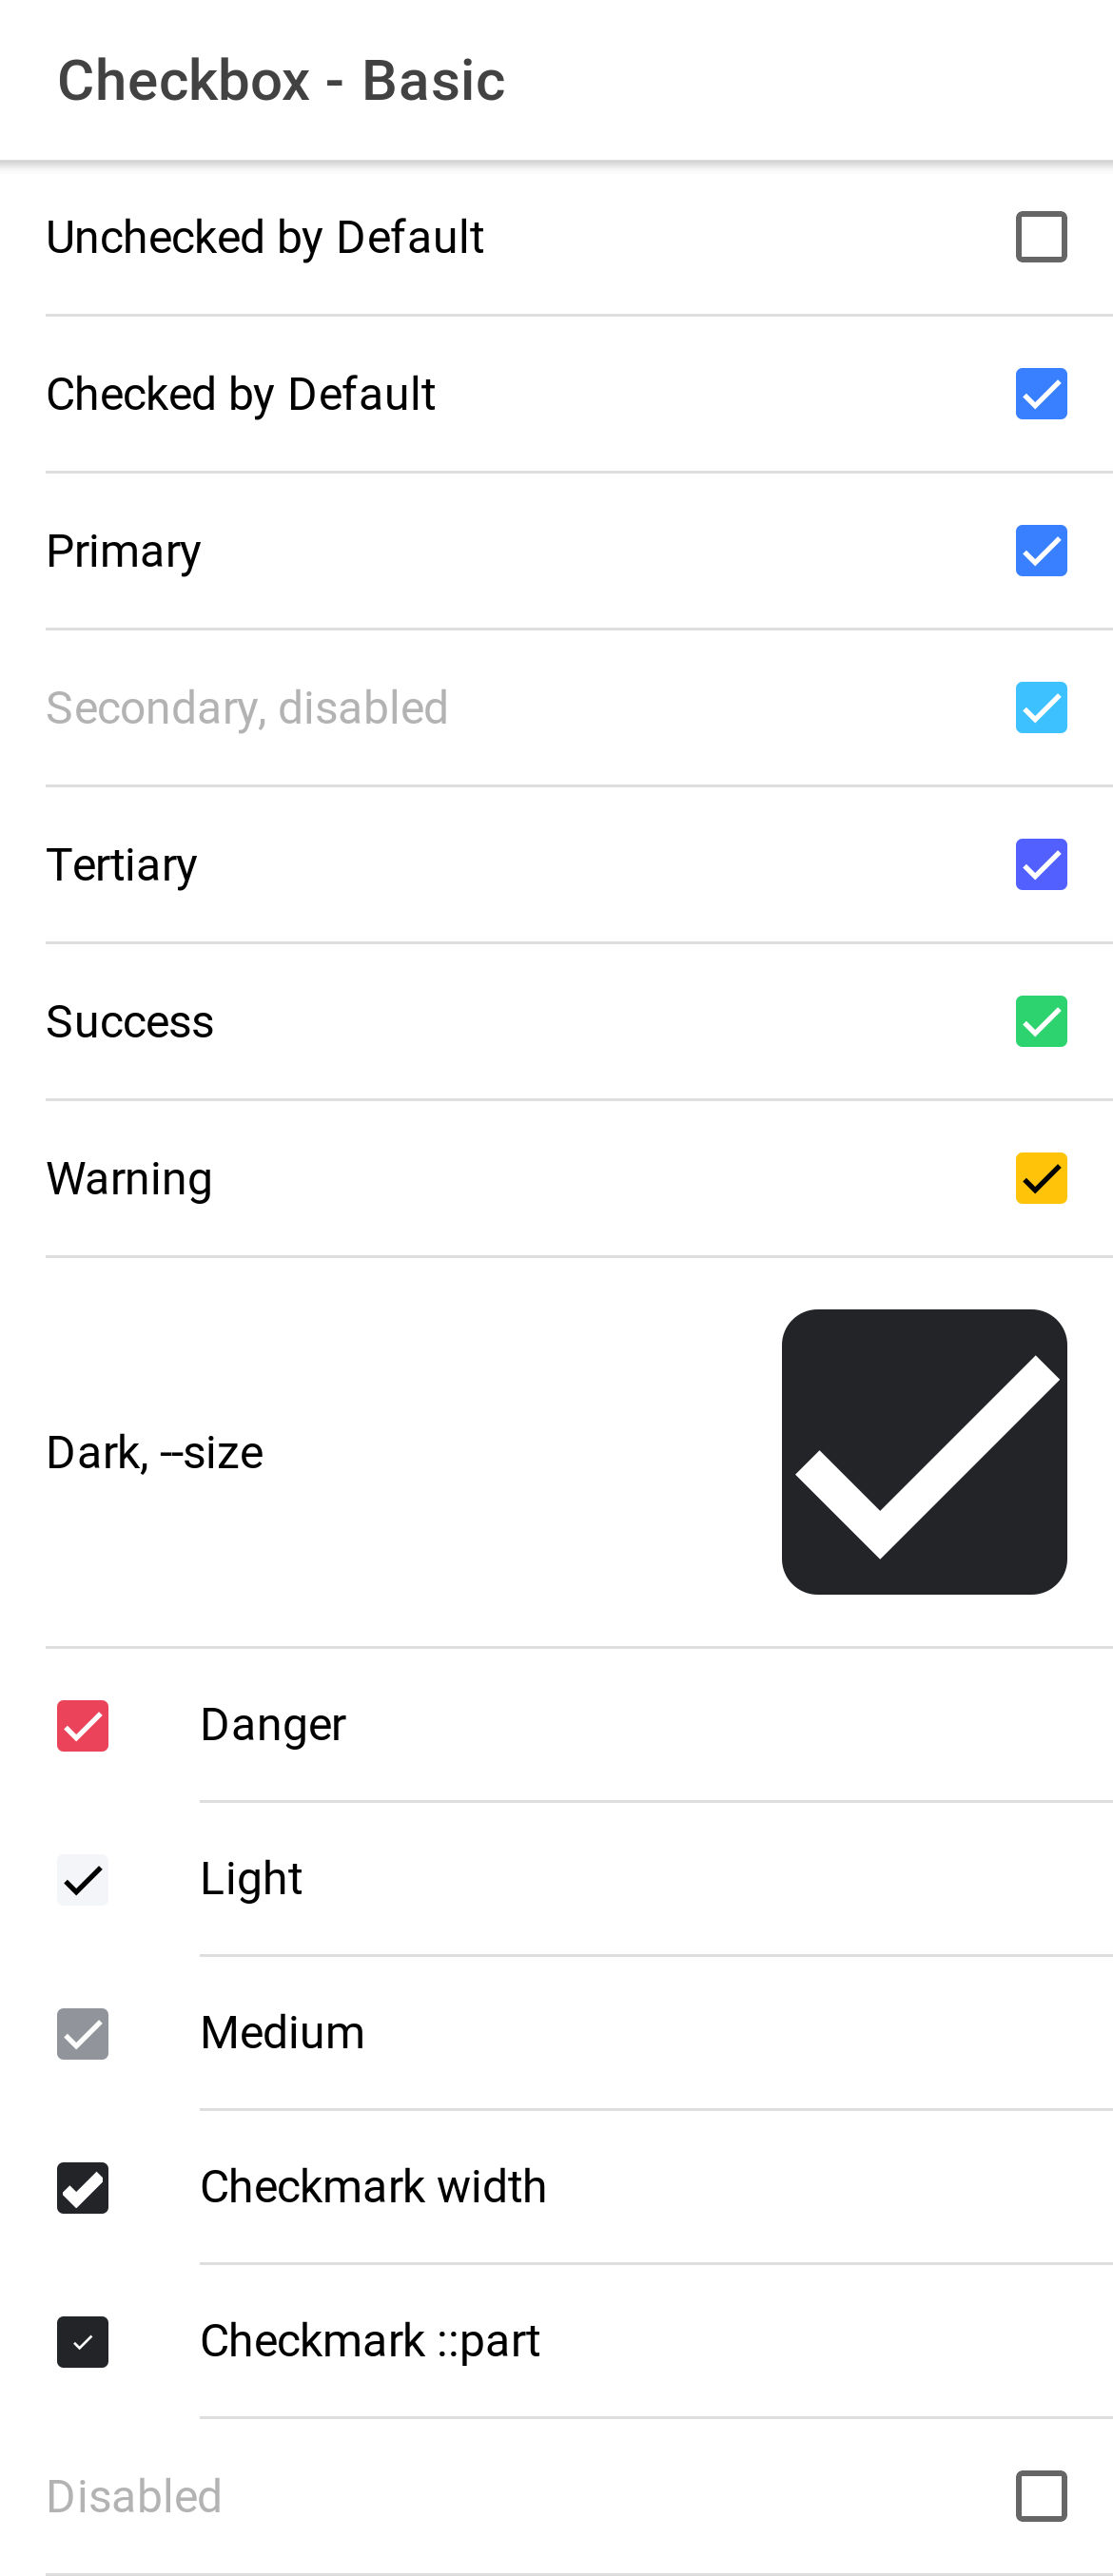 Checkbox - Basic
Unchecked by Default
Checked by Default
Primary
Secondary, disabled
Tertiary
Success
Warning
Dark, --size
Danger
Light
Medium
Checkmark width
Checkmark ::part
Disabled